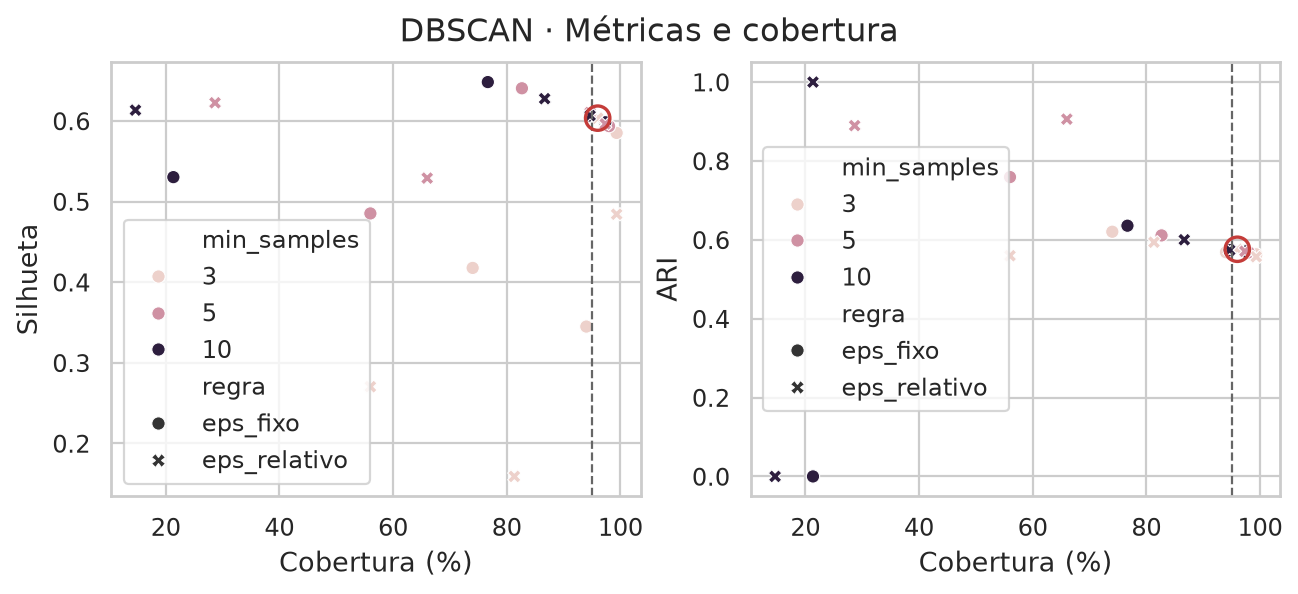 DBSCAN · Métricas e cobertura
Silhueta
0.6
0.5
0.4
0.3
0.2
min_samples
3
5
10
regra
eps_fixo
eps_relativo
20
40
60
80
100
Cobertura (%)
ARI
1.0
0.8
0.6
0.4
0.2
0.0
min_samples
3
5
10
regra
eps_fixo
eps_relativo
20
40
60
80
100
Cobertura (%)